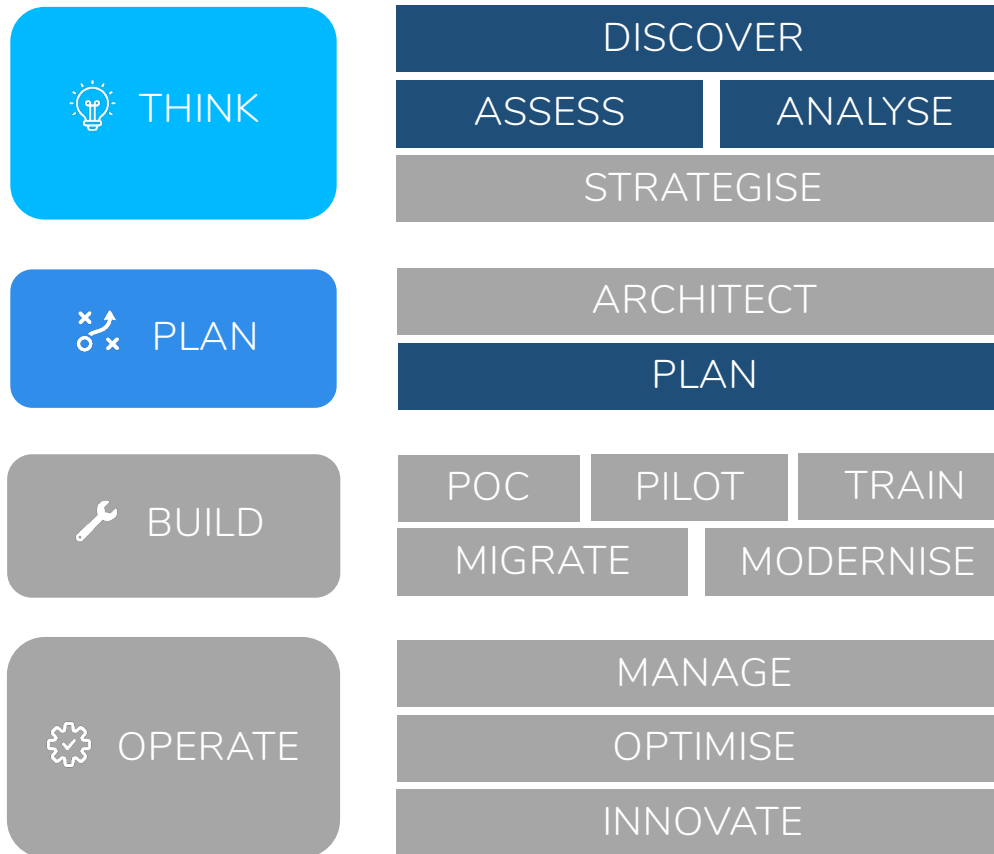 THINK
DISCOVER
ASSESS
ANALYSE
STRATEGISE
PLAN
ARCHITECT
PLAN
BUILD
POC
PILOT
TRAIN
MIGRATE
MODERNISE
OPERATE
MANAGE
OPTIMISE
INNOVATE